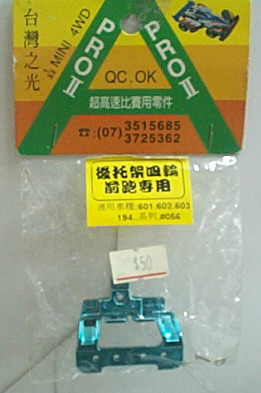 台灣之光
MINI 4WD
PRO II
PRO II
QC.OK
超高速比賽用零件
☎:(07) 3515685
3725362
後托架四輪
前跑專用
適用車種:601.602.603
194..系列.#056
$50